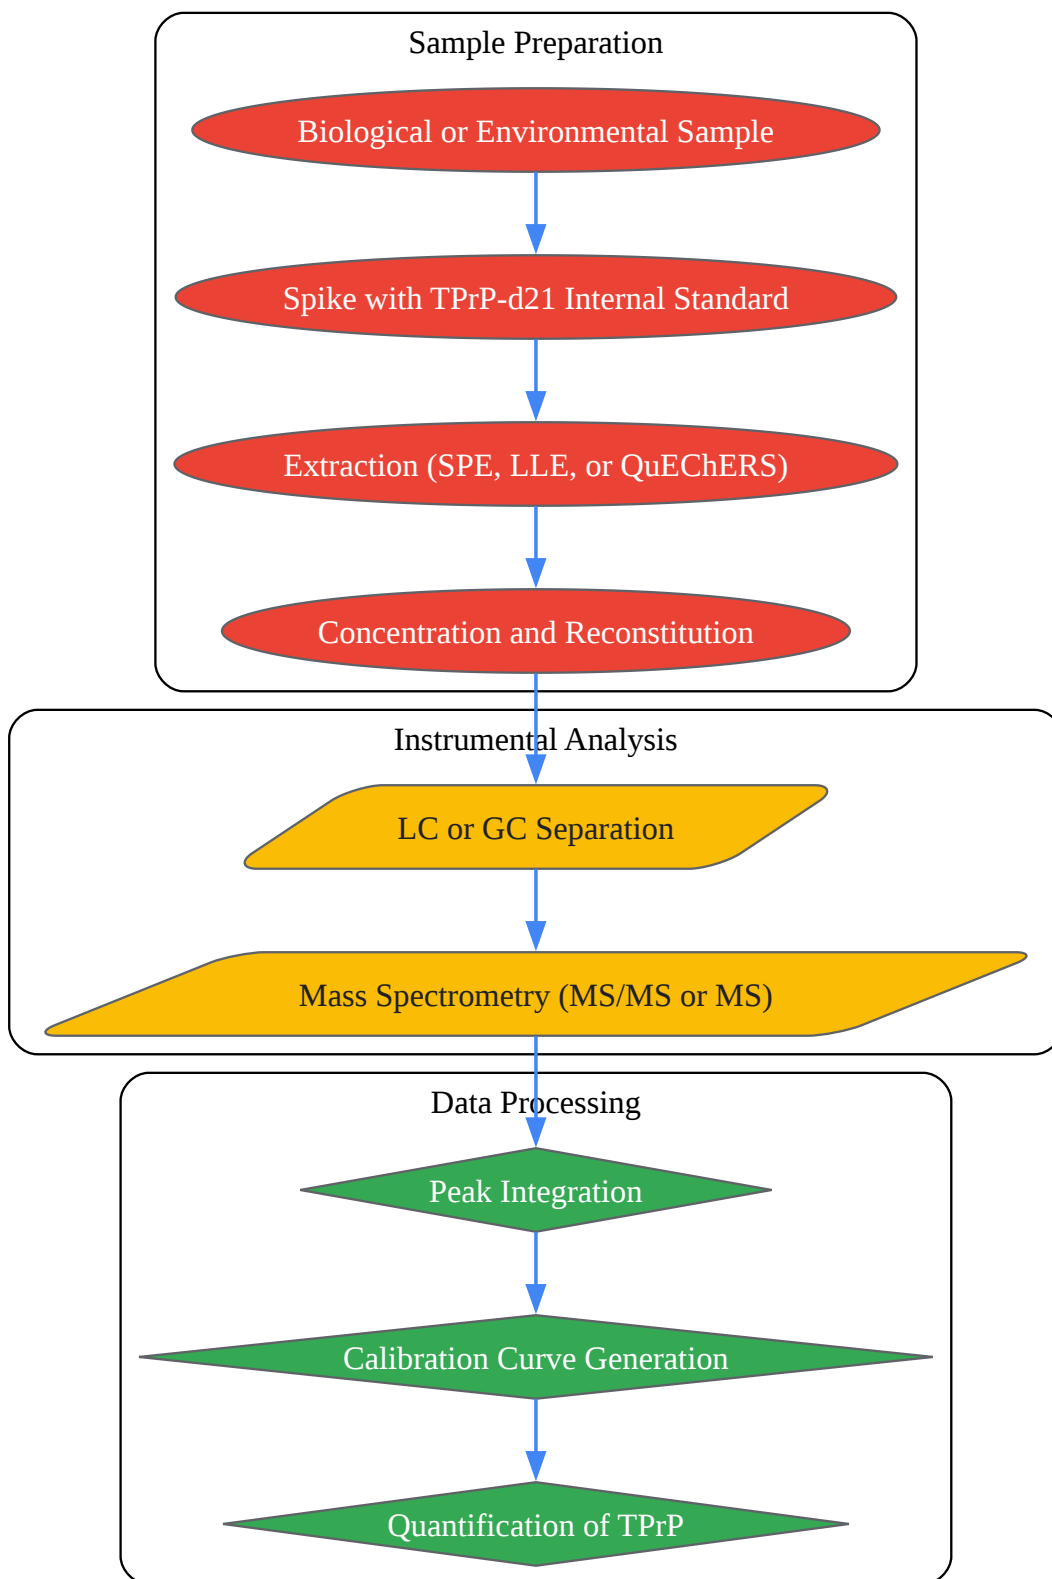 Sample Preparation
Biological or Environmental Sample
Spike with TPrP-d21 Internal Standard
Extraction (SPE, LLE, or QuEChERS)
Concentration and Reconstitution
Instrumental Analysis
LC or GC Separation
Mass Spectrometry (MS/MS or MS)
Data Processing
Peak Integration
Calibration Curve Generation
Quantification of TPrP